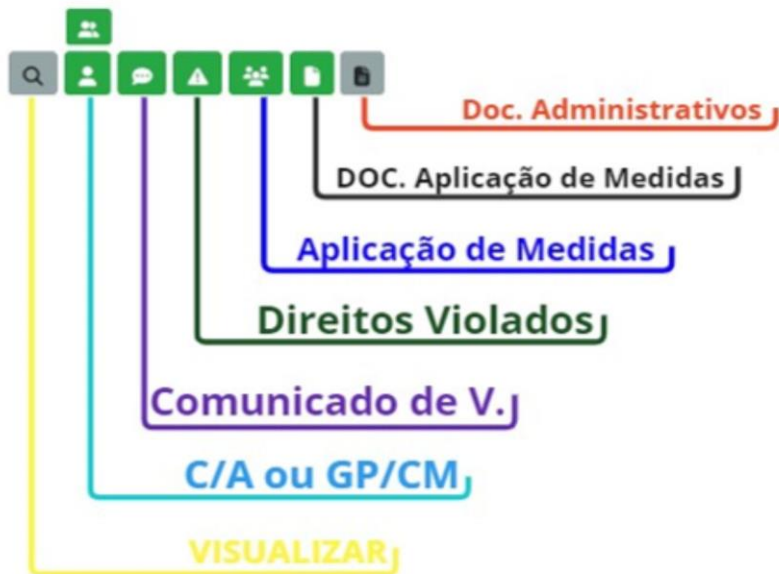 Doc. Administrativos
DOC. Aplicação de Medidas
Aplicação de Medidas
Direitos Violados
Comunicado de V.
C/A ou GP/CM
VISUALIZAR